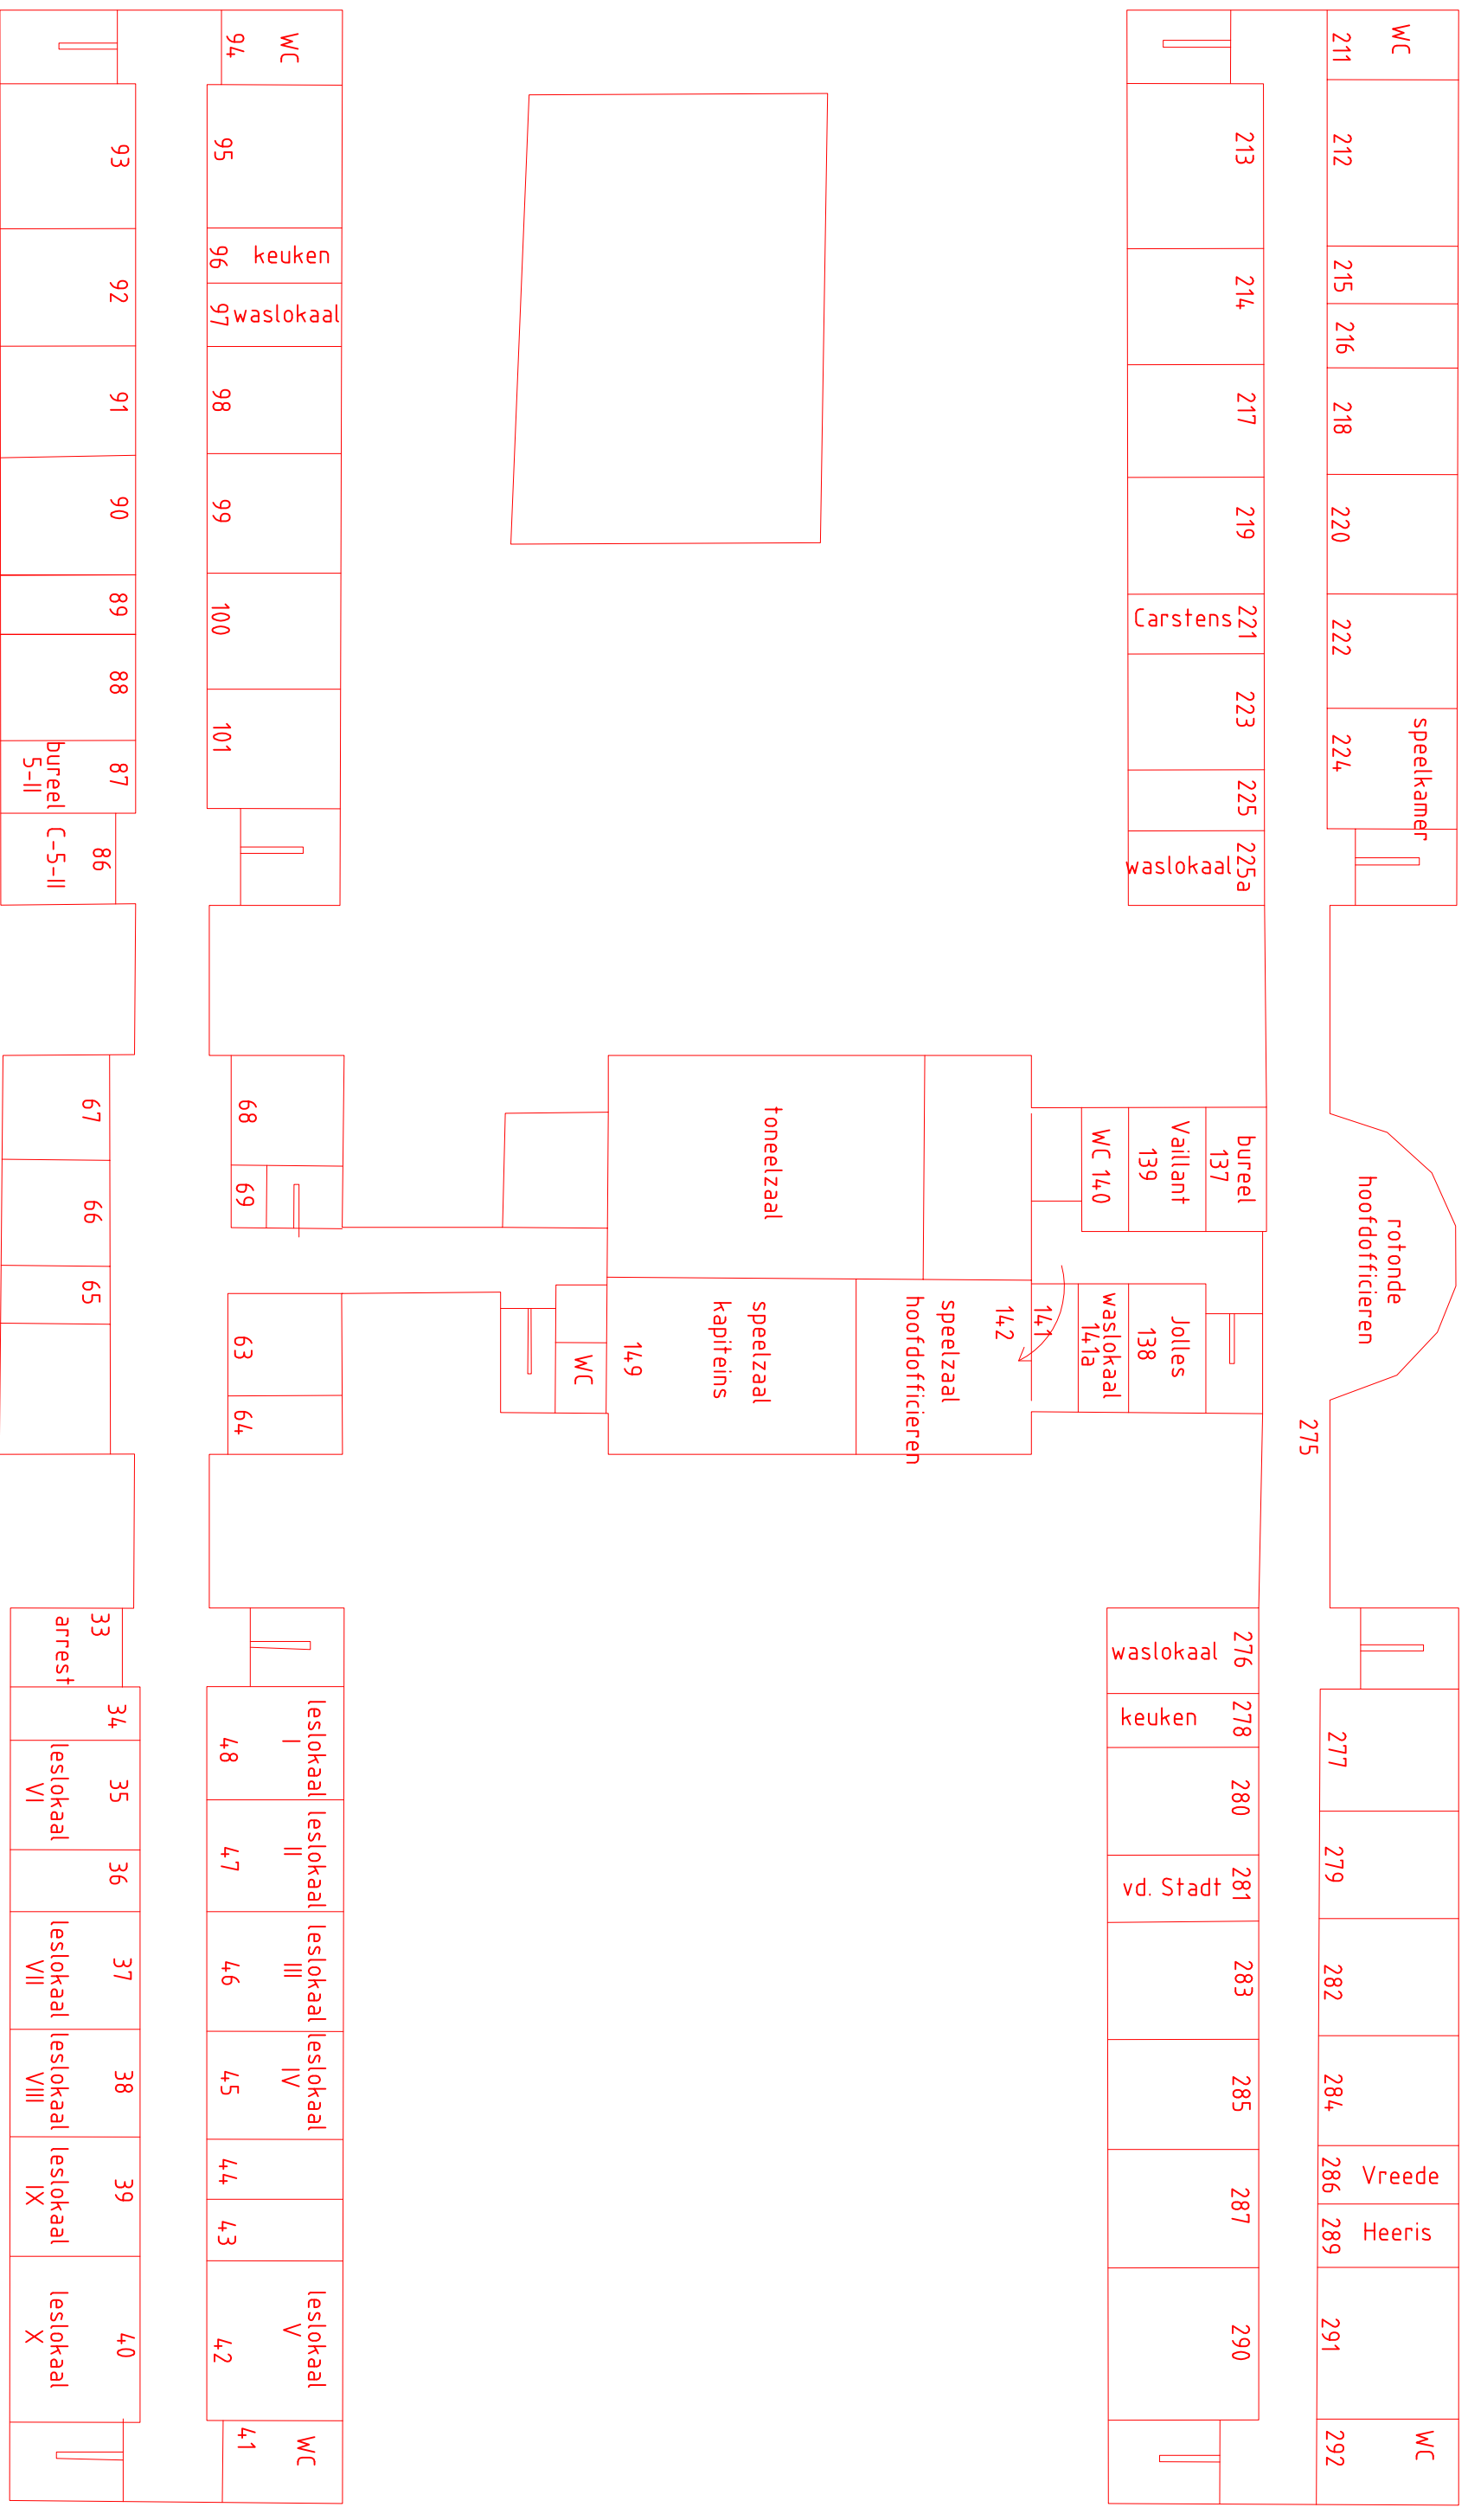 94
WC
93
95
96
keuken
97
waslokaal
92
91
98
90
99
89
100
88
101
87
bureel
5-II
86
C-5-II
211
WC
213
212
214
215
216
217
218
219
220
221
Carstens
222
223
224
speelkamer
225
225a
waslokaal
67
68
66
69
65
63
64
toneelzaal
WC 140
Vaillant
139
bureel
137
rotonde
hoofdofficieren
speelzaal
kapiteins
speelzaal
hoofdofficieren
142
141
waslokaal
141a
Jolles
138
149
WC
275
33
arrest
34
35
leslokaal
VI
36
37
leslokaal
VII
38
leslokaal
VIII
39
leslokaal
IX
40
leslokaal
X
48
leslokaal
I
47
leslokaal
II
46
leslokaal
III
45
leslokaal
IV
44
43
42
leslokaal
V
41
WC
276
waslokaal
278
keuken
277
280
279
281
vd. Stadt
283
282
285
284
286
Vreede
287
289
Heeris
290
291
292
WC